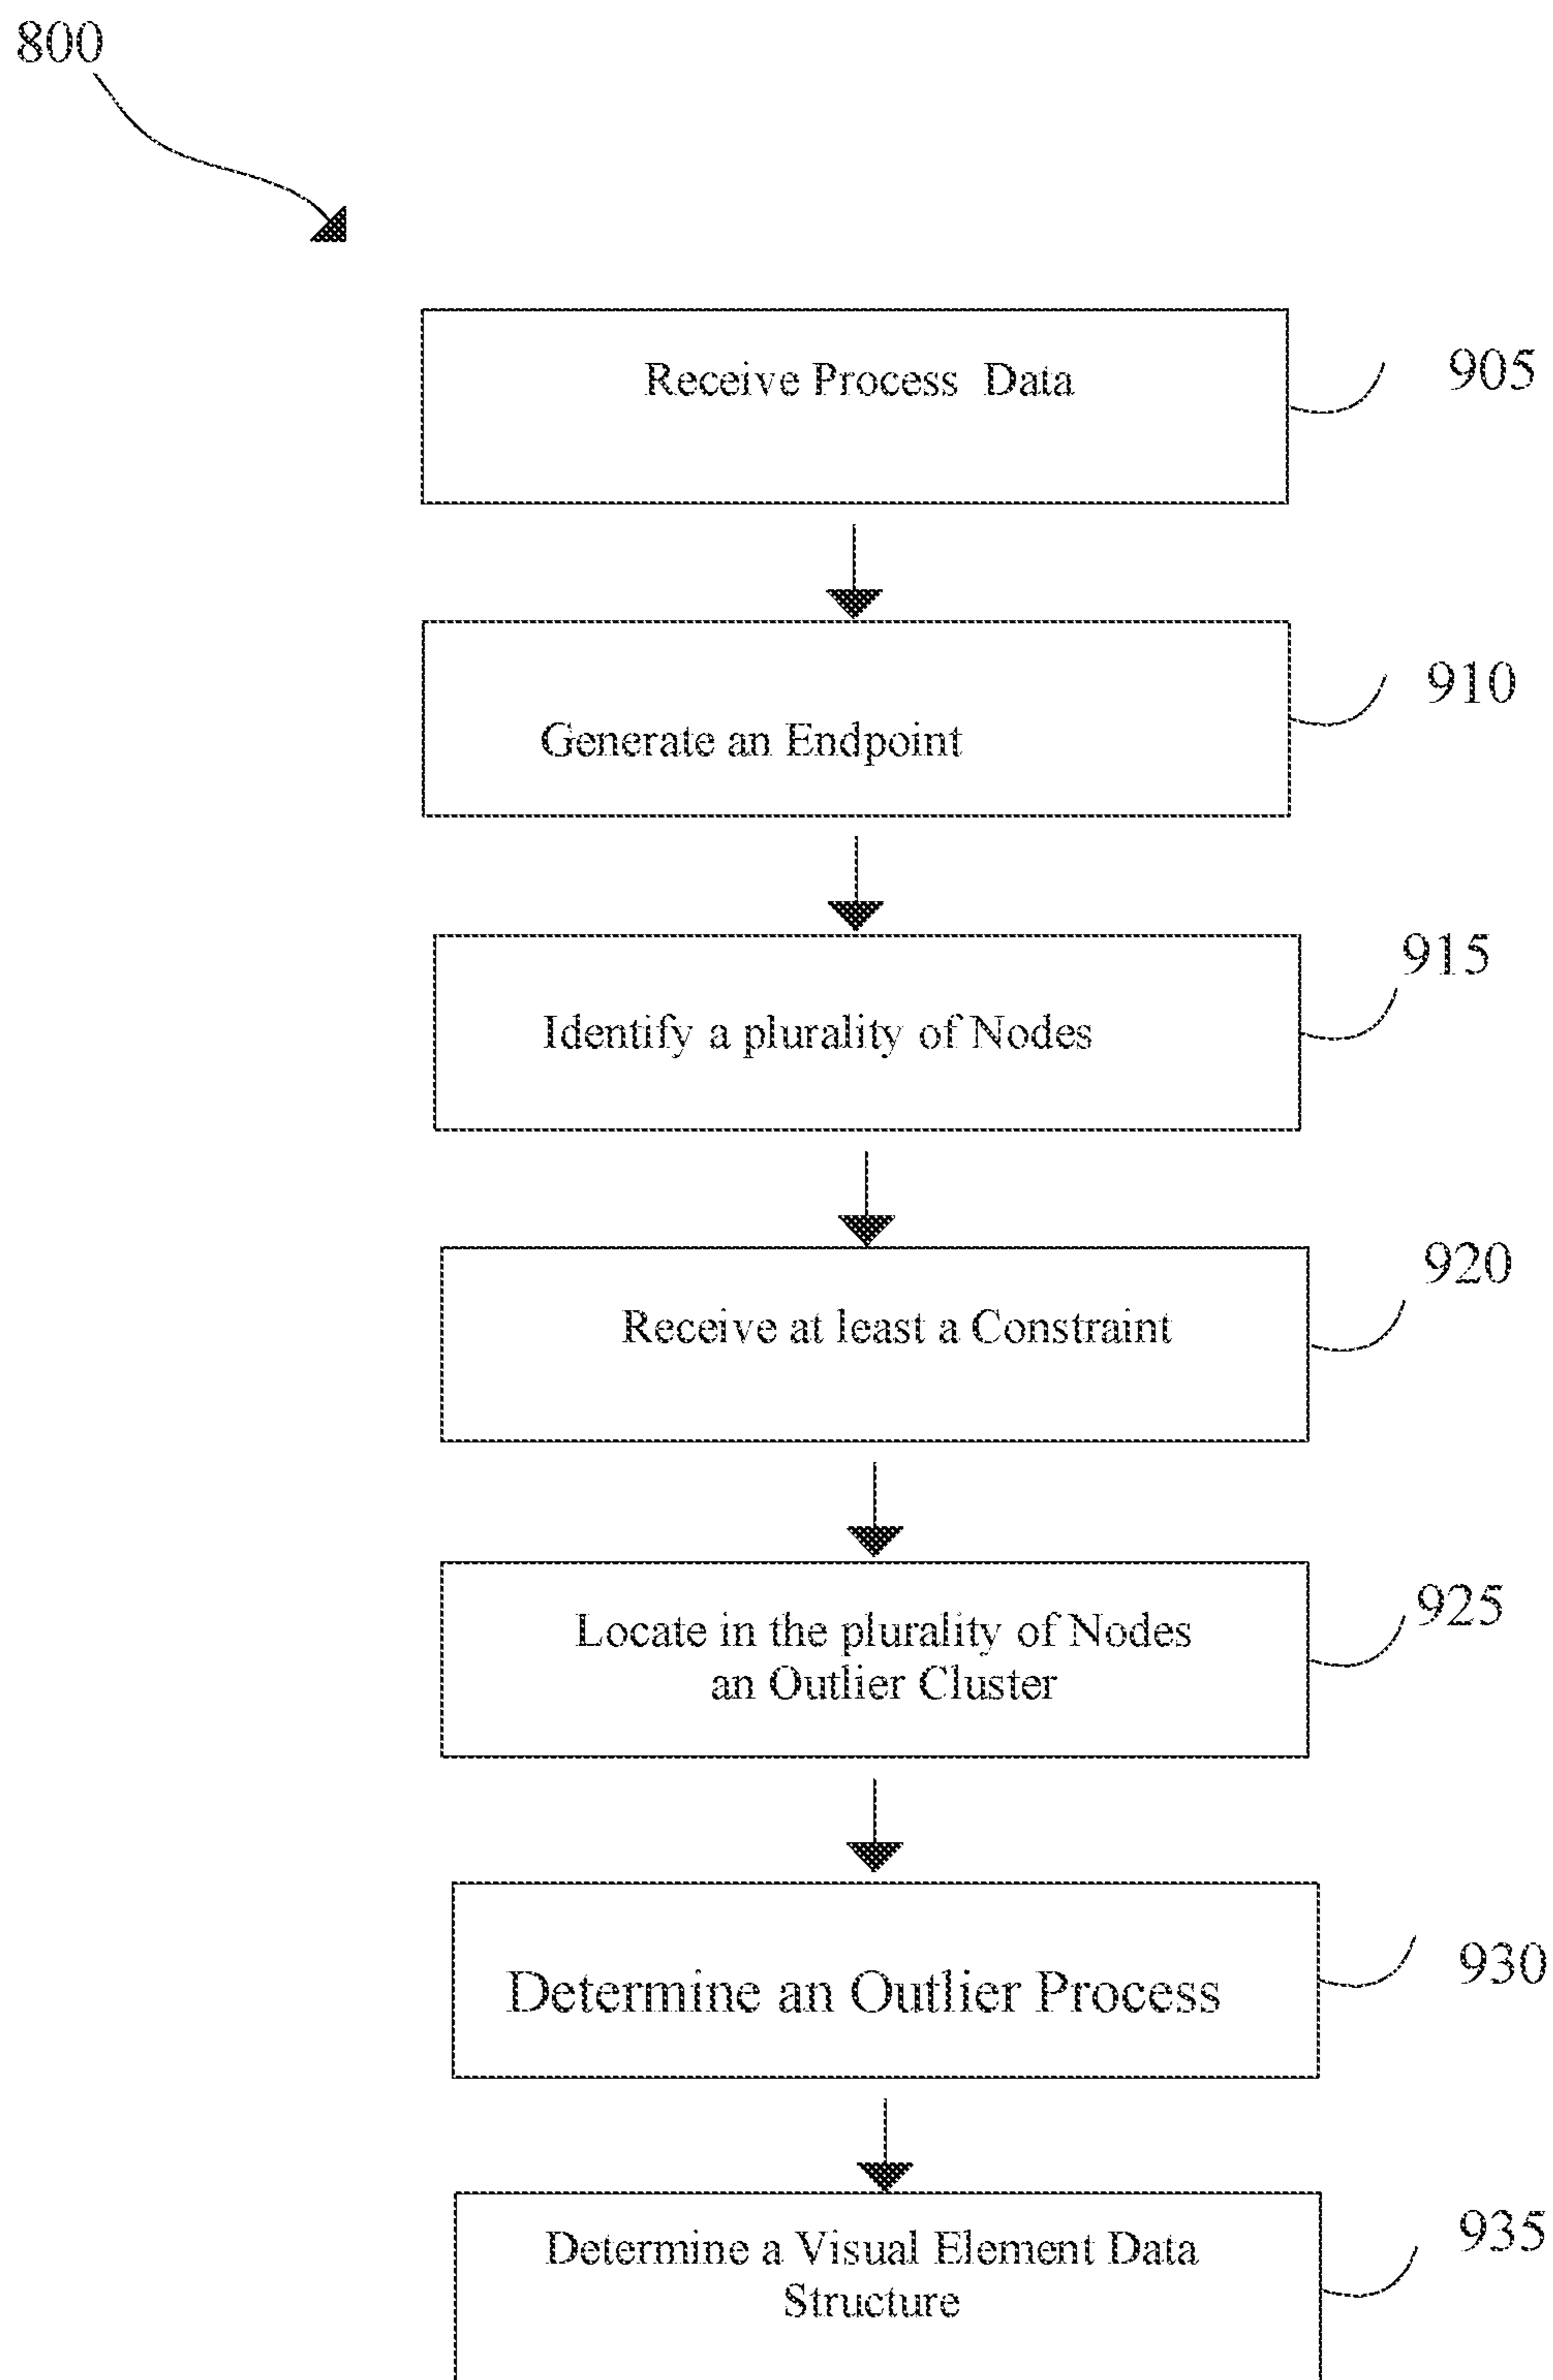 800
Receive Process Data
905
Generate an Endpoint
910
Identify a plurality of Nodes
915
Receive at least a Constraint
920
Locate in the plurality of Nodes
an Outlier Cluster
925
Determine an Outlier Process
930
Determine a Visual Element Data
Structure
935